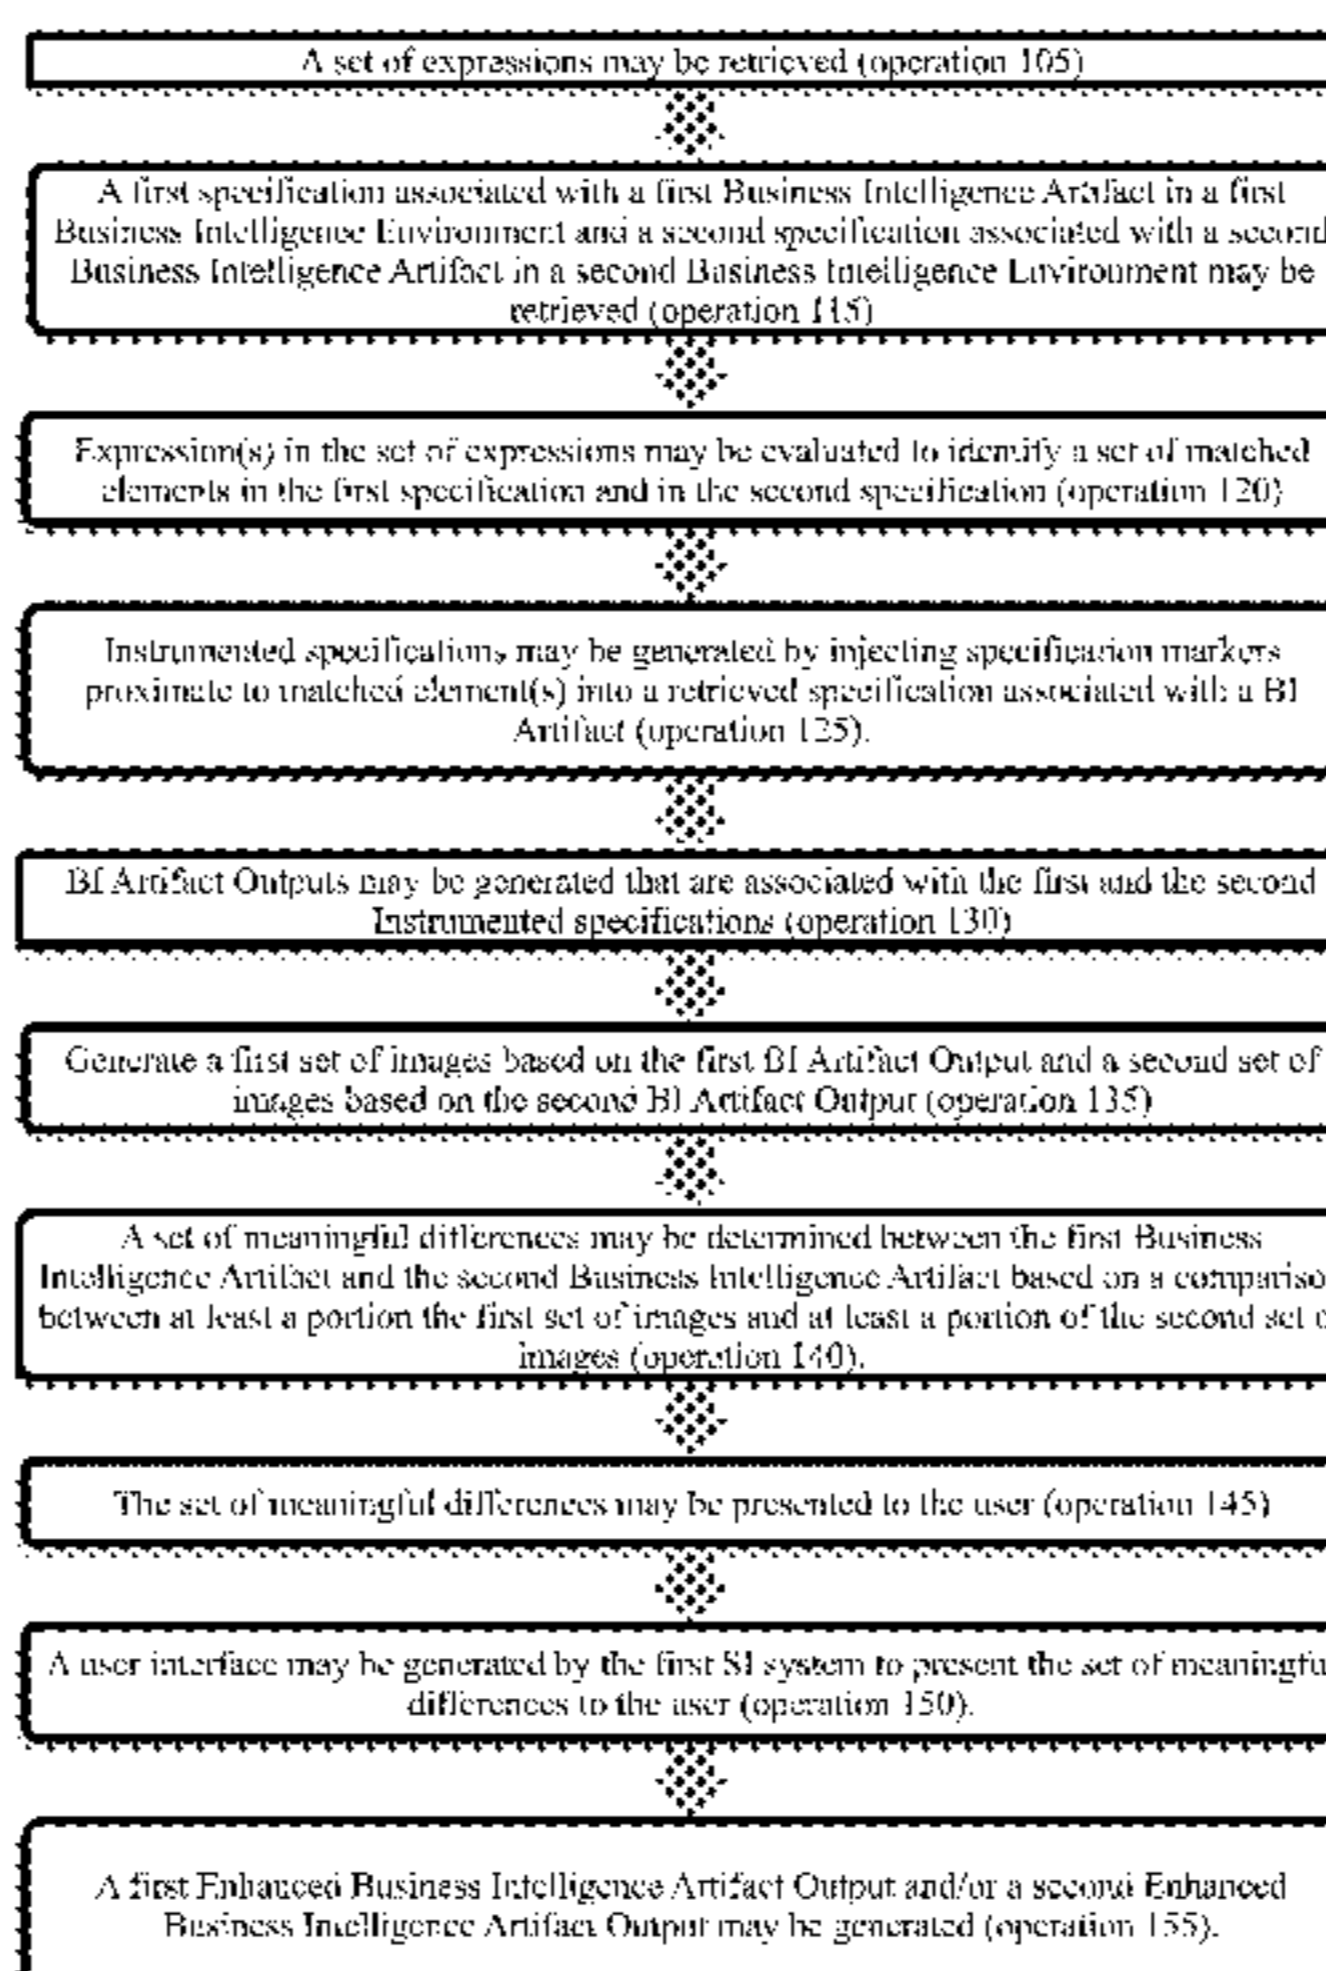 A set of expressions may be retrieved (operation 105)
A first specification associated with a first Business Intelligence Artifact in a first
Business Intelligence Environment and a second specification associated with a second
Business Intelligence Artifact in a second Business Intelligence Environment may be
retrieved (operation 115)
Expression(s) in the set of expressions may be evaluated to identify a set of matched
elements in the first specification and in the second specification (operation 120)
Instrumented specifications may be generated by injecting specification markers
proximate to matched element(s) into a retrieved specification associated with a BI
Artifact (operation 125).
BI Artifact Outputs may be generated that are associated with the first and the second
Instrumented specifications (operation 130)
Generate a first set of images based on the first BI Artifact Output and a second set of
images based on the second BI Artifact Output (operation 135)
A set of meaningful differences may be determined between the first Business
Intelligence Artifact and the second Business Intelligence Artifact based on a compariso
between at least a portion the first set of images and at least a portion of the second set o
images (operation 140).
The set of meaningful differences may be presented to the user (operation 145)
A user interface may be generated by the first SI system to present the set of meaningfu
differences to the user (operation 150).
A first Enhanced Business Intelligence Artifact Output and/or a second Enhanced
Business Intelligence Artifact Output may be generated (operation 155).